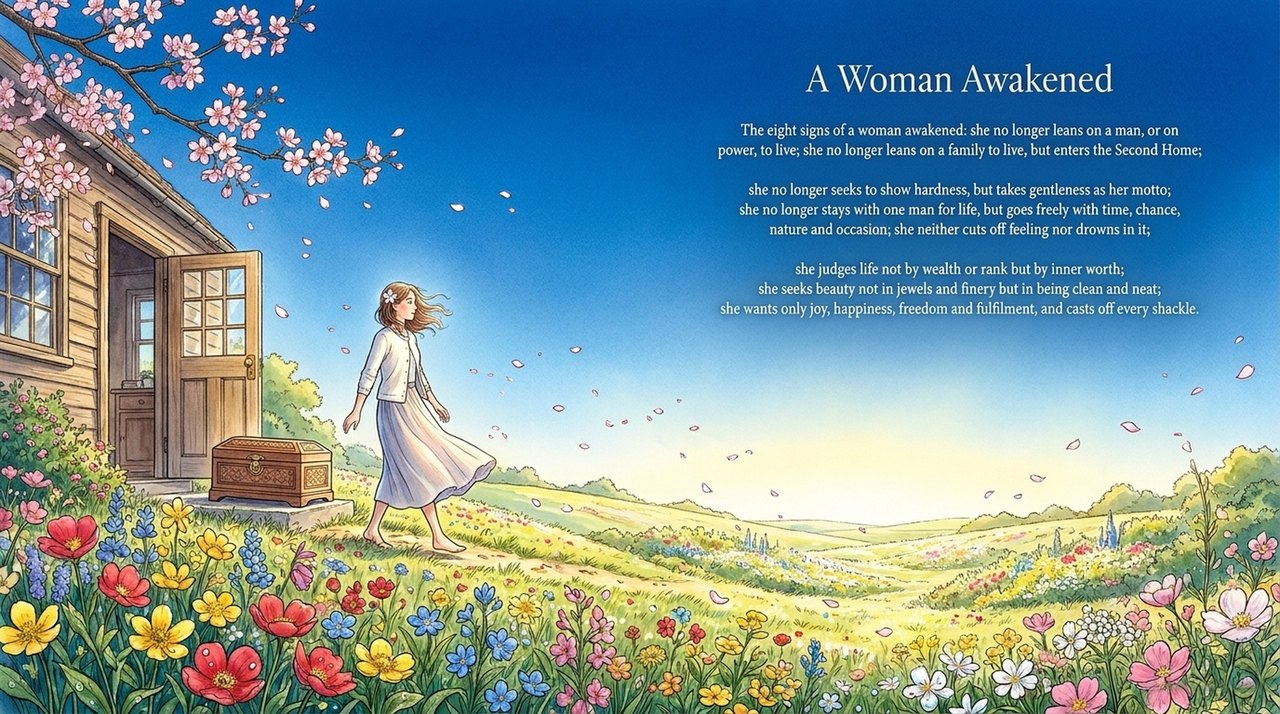 A Woman Awakened
The eight signs of a woman awakened: she no longer leans on a man, or on
power, to live; she no longer leans on a family to live, but enters the Second Home;
she no longer seeks to show hardness, but takes gentleness as her motto;
she no longer stays with one man for life, but goes freely with time, chance,
nature and occasion; she neither cuts off feeling nor drowns in it;
she judges life not by wealth or rank but by inner worth;
she seeks beauty not in jewels and finery but in being clean and neat;
she wants only joy, happiness, freedom and fulfilment, and casts off every shackle.